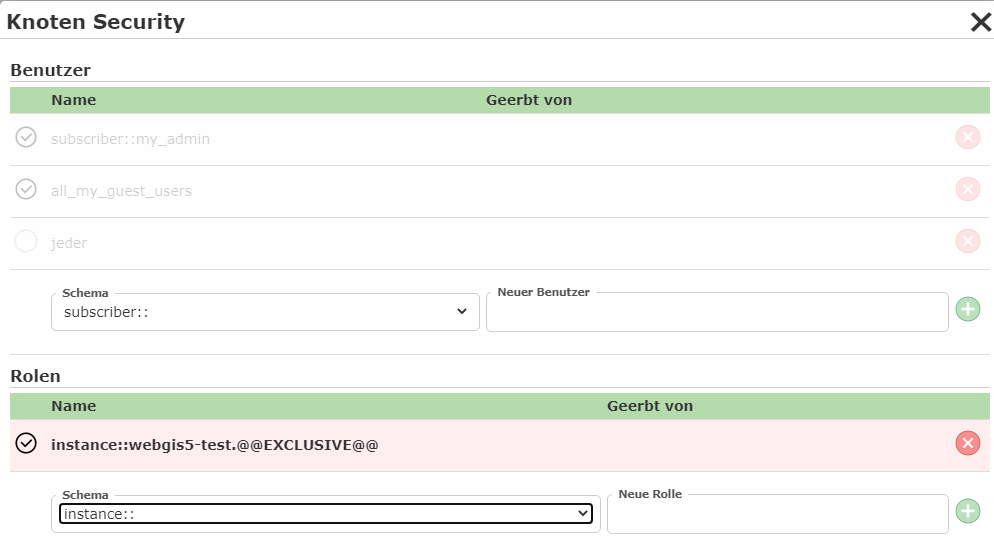 Knoten Security
Benutzer
Name Geerbt von
subscriber::my_admin
all_my_guest_users
jeder
Schema Neuer Benutzer
subscriber::
Rolen
Name Geerbt von
instance::webgis5-test.@@EXCLUSIVE@@
Schema Neue Rolle
instance::